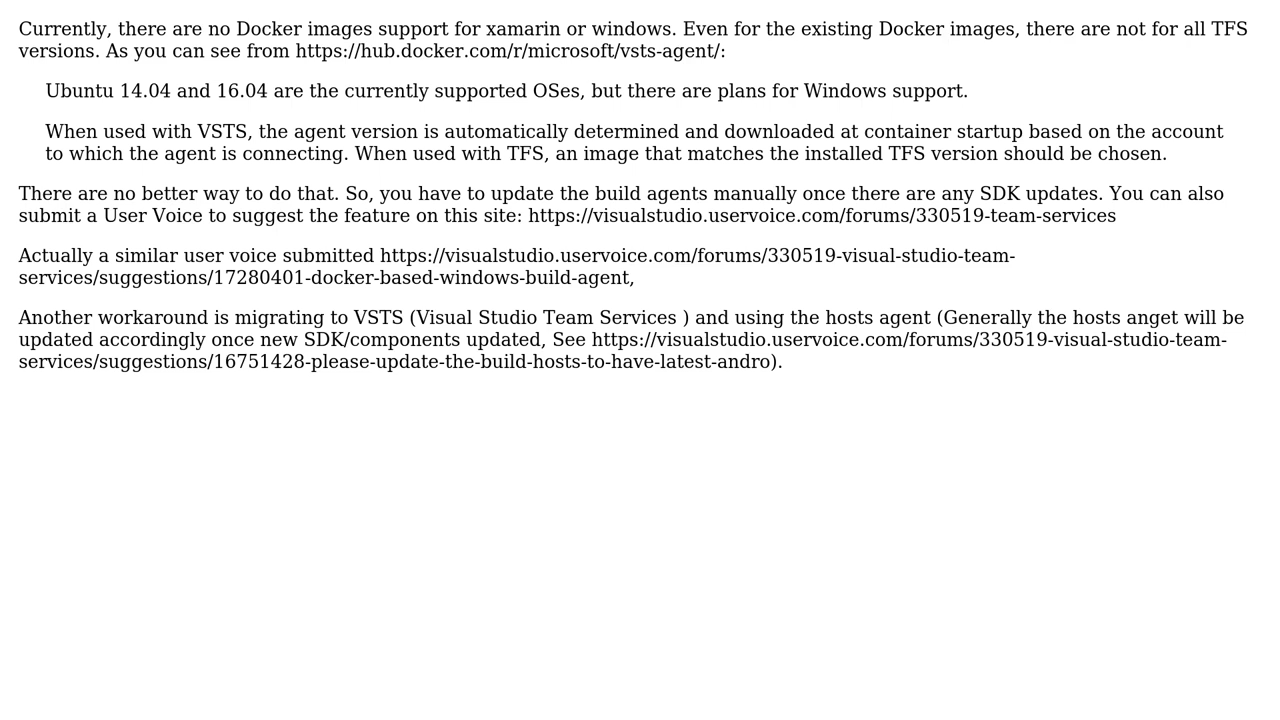 Currently, there are no Docker images support for xamarin or windows. Even for the existing Docker images, there are not for all TFS
versions. As you can see from https://hub.docker.com/r/microsoft/vsts-agent/:
Ubuntu 14.04 and 16.04 are the currently supported OSes, but there are plans for Windows support.
When used with VSTS, the agent version is automatically determined and downloaded at container startup based on the account
to which the agent is connecting. When used with TFS, an image that matches the installed TFS version should be chosen.
There are no better way to do that. So, you have to update the build agents manually once there are any SDK updates. You can also
submit a User Voice to suggest the feature on this site: https://visualstudio.uservoice.com/forums/330519-team-services
Actually a similar user voice submitted https://visualstudio.uservoice.com/forums/330519-visual-studio-team-
services/suggestions/17280401-docker-based-windows-build-agent,
Another workaround is migrating to VSTS (Visual Studio Team Services ) and using the hosts agent (Generally the hosts anget will be
updated accordingly once new SDK/components updated, See https://visualstudio.uservoice.com/forums/330519-visual-studio-team-
services/suggestions/16751428-please-update-the-build-hosts-to-have-latest-andro).